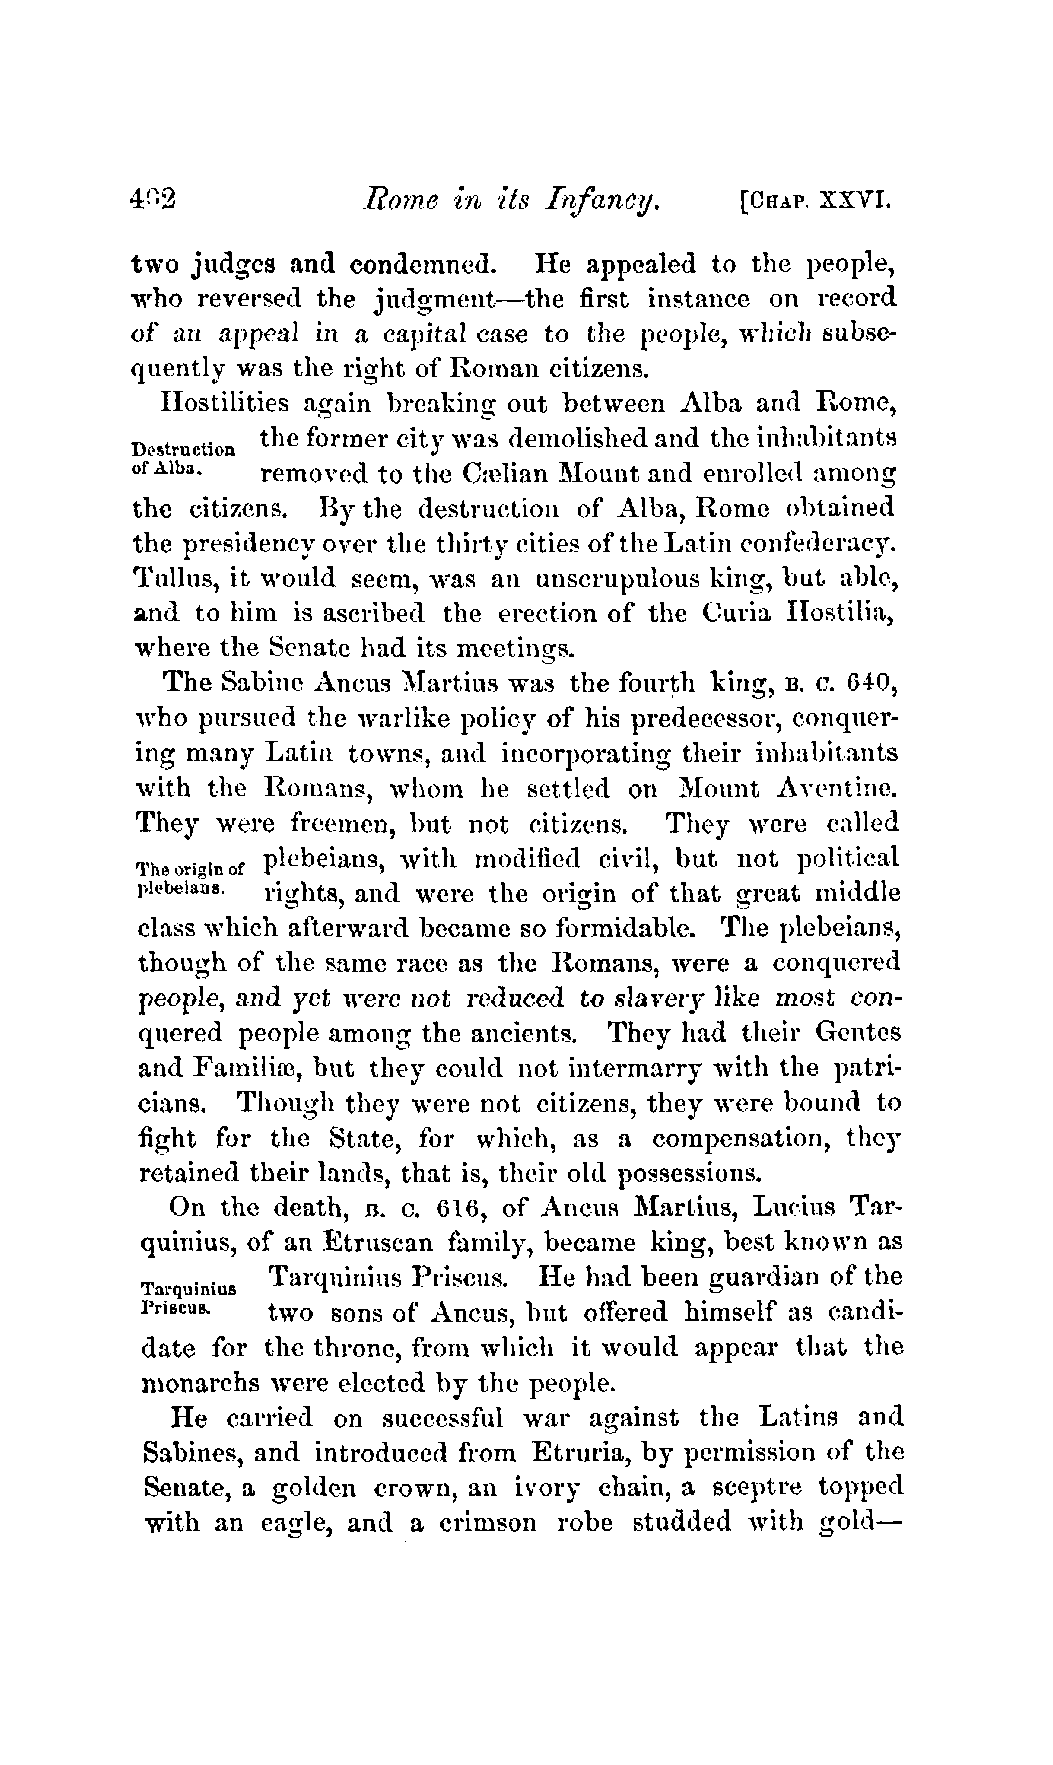 492 Rome in its Infancy. [CHAP. XXVI.
two judges and condemned. He appealed to the people,
who reversed the judgment—the first instance on record
of an appeal in a capital case to the people, which subse-
quently was the right of Roman citizens.
Hostilities again breaking out between Alba and Rome,
Destruction
of Alba.
the former city was demolished and the inhabitants
removed to the Cælian Mount and enrolled among
the citizens. By the destruction of Alba, Rome obtained
the presidency over the thirty cities of the Latin confederacy.
Tullus, it would seem, was an unscrupulous king, but able,
and to him is ascribed the erection of the Curia Hostilia,
where the Senate had its meetings.
The Sabine Ancus Martius was the fourth king, B. C. 640,
who pursued the warlike policy of his predecessor, conquer-
ing many Latin towns, and incorporating their inhabitants
with the Romans, whom he settled on Mount Aventine.
They were freemen, but not citizens. They were called
The origin of
plebeians.
plebeians, with modified civil, but not political
rights, and were the origin of that great middle
class which afterward became so formidable. The plebeians,
though of the same race as the Romans, were a conquered
people, and yet were not reduced to slavery like most con-
quered people among the ancients. They had their Gentes
and Familiæ, but they could not intermarry with the patri-
cians. Though they were not citizens, they were bound to
fight for the State, for which, as a compensation, they
retained their lands, that is, their old possessions.
On the death, B. C. 616, of Ancus Martius, Lucius Tar-
quinius, of an Etruscan family, became king, best known as
Tarquinius
Priscus.
Tarquinius Priscus. He had been guardian of the
two sons of Ancus, but offered himself as candi-
date for the throne, from which it would appear that the
monarchs were elected by the people.
He carried on successful war against the Latins and
Sabines, and introduced from Etruria, by permission of the
Senate, a golden crown, an ivory chain, a sceptre topped
with an eagle, and a crimson robe studded with gold—